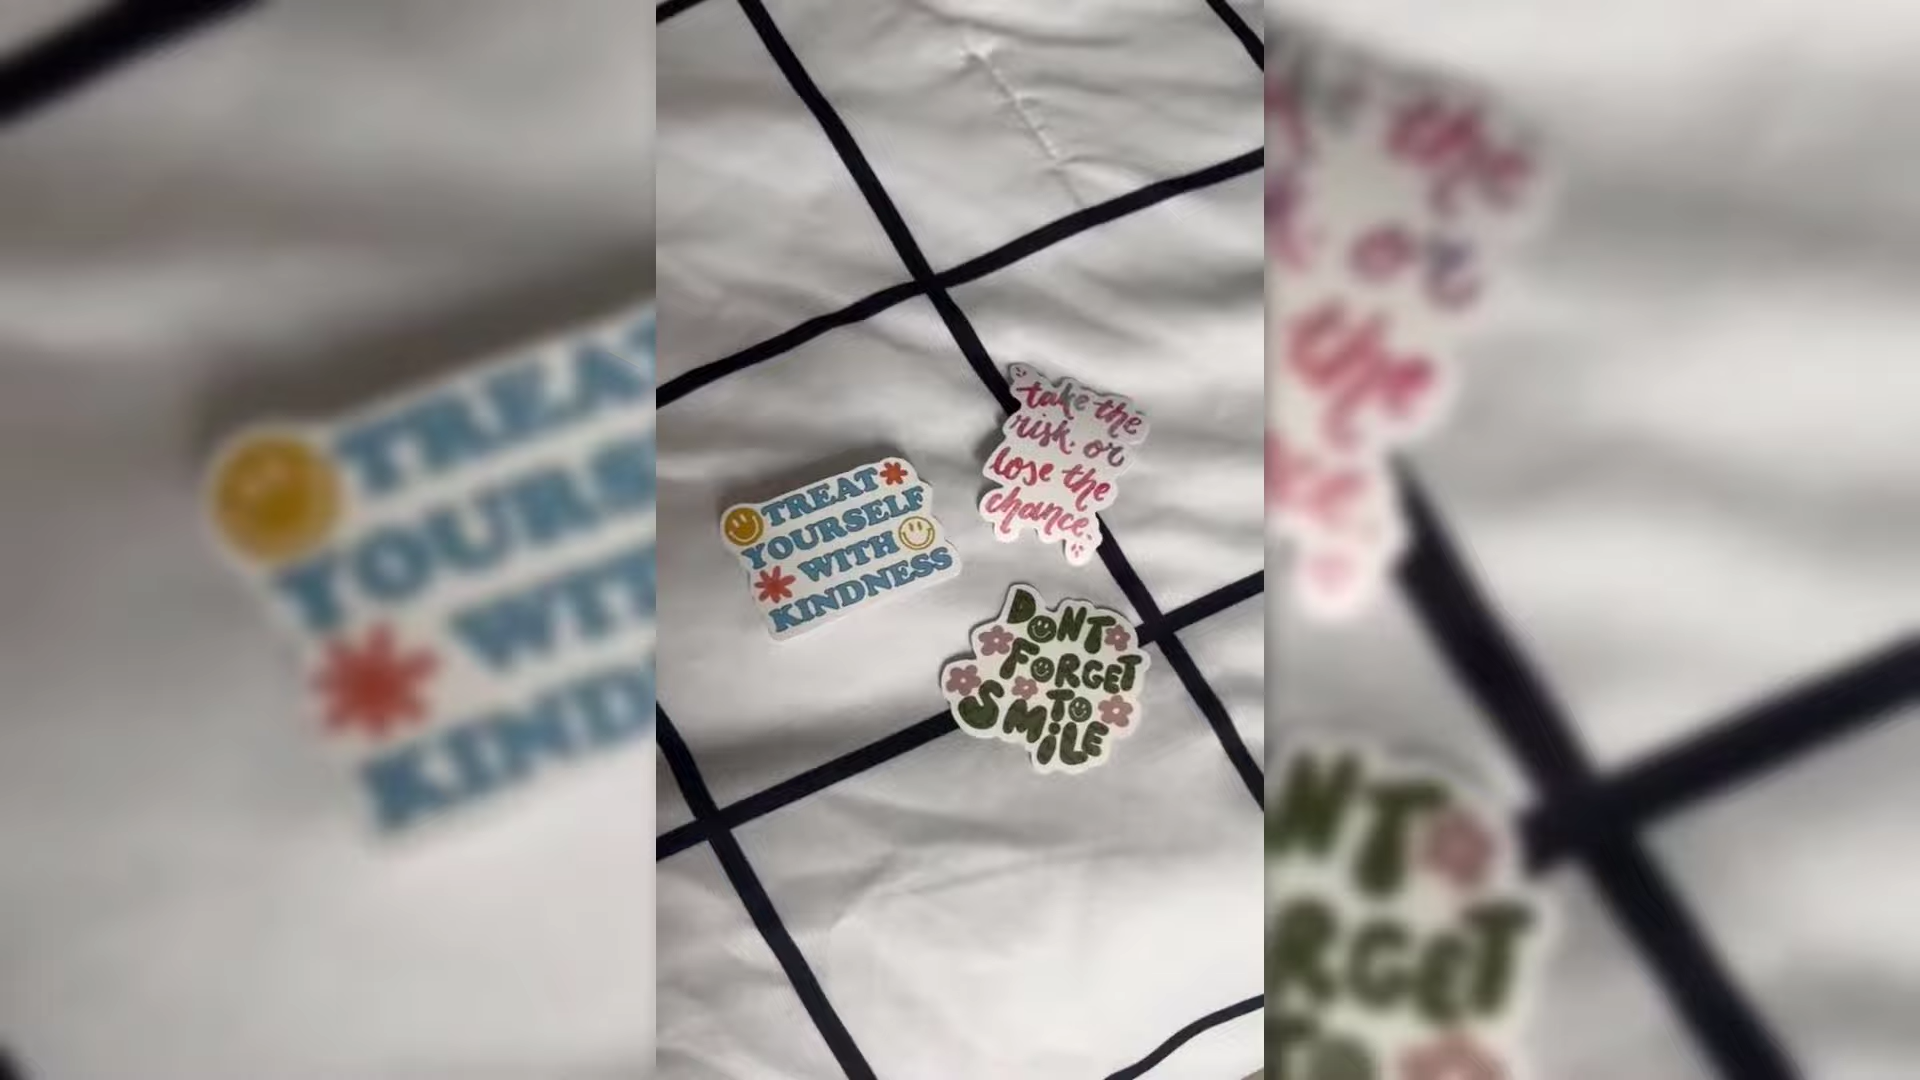 TREAT
YOURSELF
WITH
KINDNESS
take the
risk. or
lose the
chance.
DONT
FORGET
TO
SMiLE